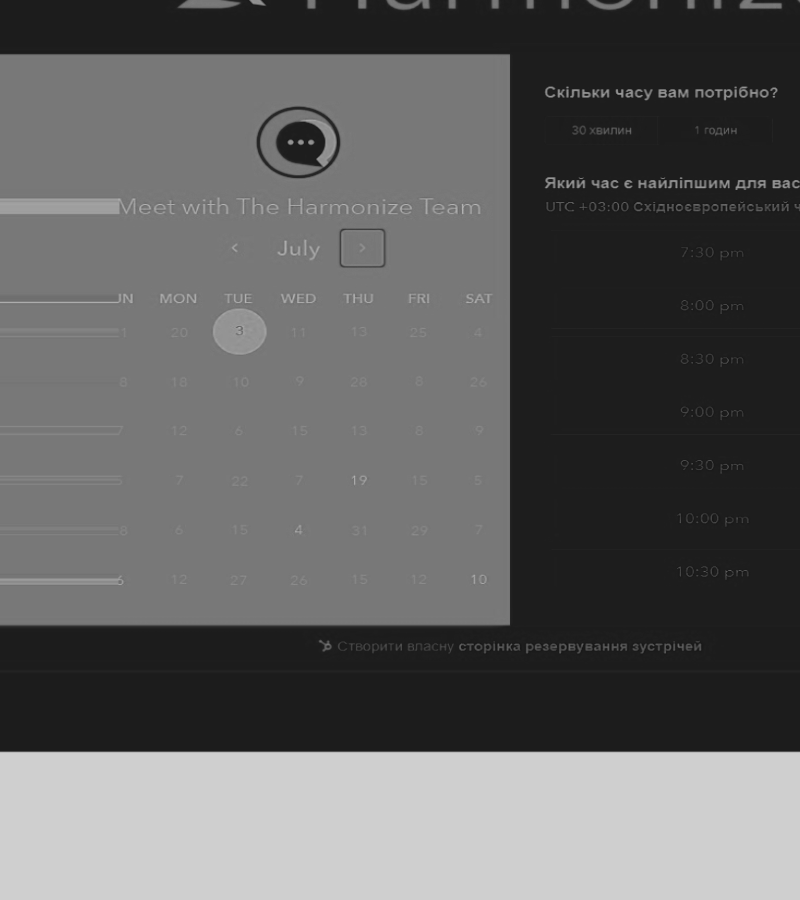 Harmonize
Meet with The Harmonize Team
July
UN MON TUE WED THU FRI SAT
1 20 3 11 13 25 4
8 18 10 9 28 8 26
7 12 6 15 13 8 9
5 7 22 7 19 15 5
8 6 15 4 31 29 7
6 12 27 26 15 12 10
Скільки часу вам потрібно?
30 хвилин 1 годин
Який час є найліпшим для вас
UTC +03:00 Східноєвропейський ч
7:30 pm
8:00 pm
8:30 pm
9:00 pm
9:30 pm
10:00 pm
10:30 pm
Створити власну сторінка резервування зустрічей